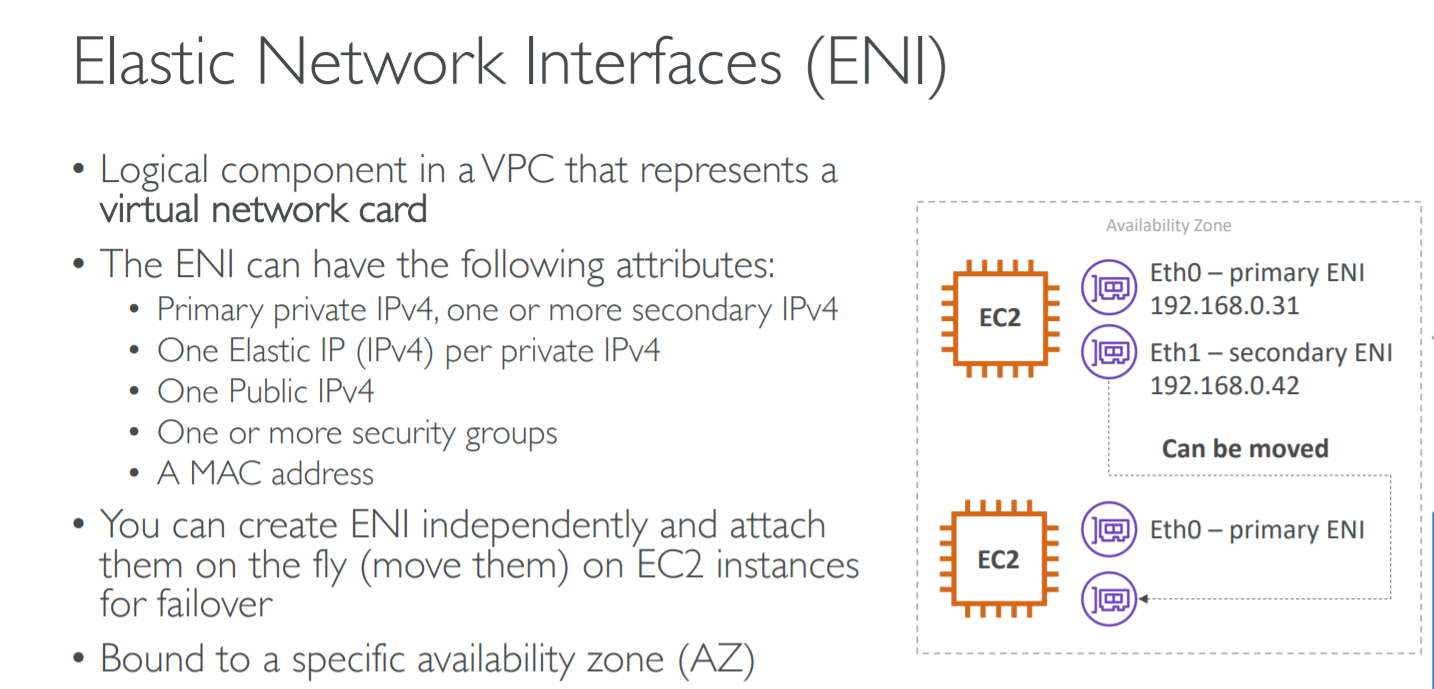 Elastic Network Interfaces (ENI)
• Logical component in a VPC that represents a
virtual network card
• The ENI can have the following attributes:
• Primary private IPv4, one or more secondary IPv4
• One Elastic IP (IPv4) per private IPv4
• One Public IPv4
• One or more security groups
• A MAC address
• You can create ENI independently and attach
them on the fly (move them) on EC2 instances
for failover
• Bound to a specific availability zone (AZ)
Availability Zone
EC2
Eth0 – primary ENI
192.168.0.31
Eth1 – secondary ENI
192.168.0.42
Can be moved
EC2
Eth0 – primary ENI